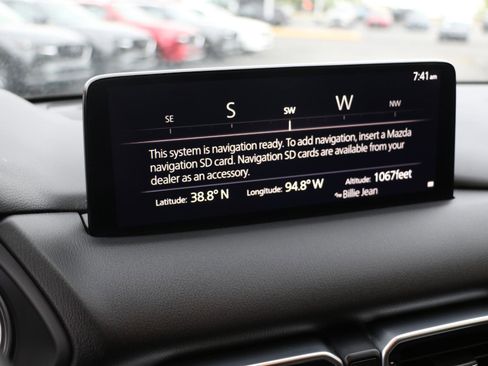 7:41 am
SE S SW W NW
This system is navigation ready. To add navigation, insert a Mazda
navigation SD card. Navigation SD cards are available from your
dealer as an accessory.
Latitude: 38.8° N Longitude: 94.8° W Altitude: 1067feet
Billie Jean